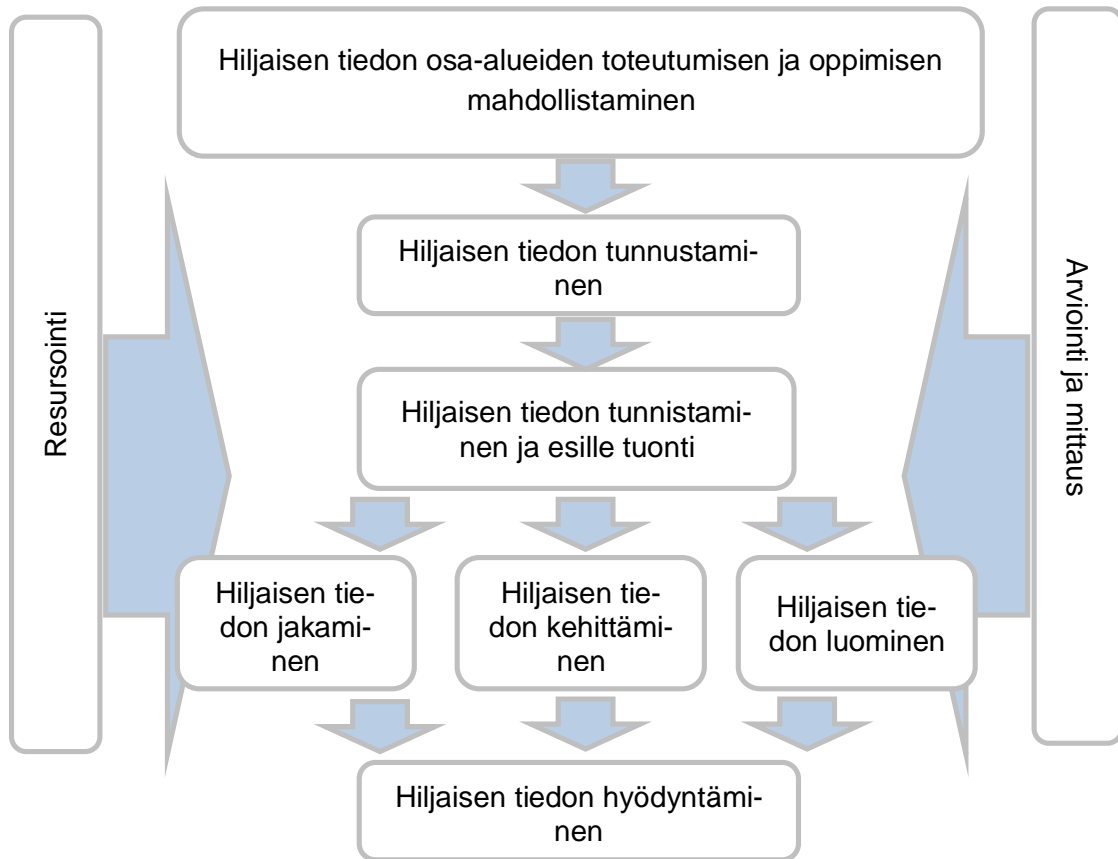 Hiljaisen tiedon osa-alueiden toteutumisen ja oppimisen
mahdollistaminen
Hiljaisen tiedon tunnustami-
nen
Resursointi
Arviointi ja mittaus
Hiljaisen tiedon tunnistami-
nen ja esille tuonti
Hiljaisen tie-
don jakami-
nen
Hiljaisen tie-
don kehittämi-
nen
Hiljaisen tie-
don luominen
Hiljaisen tiedon hyödyntämi-
nen